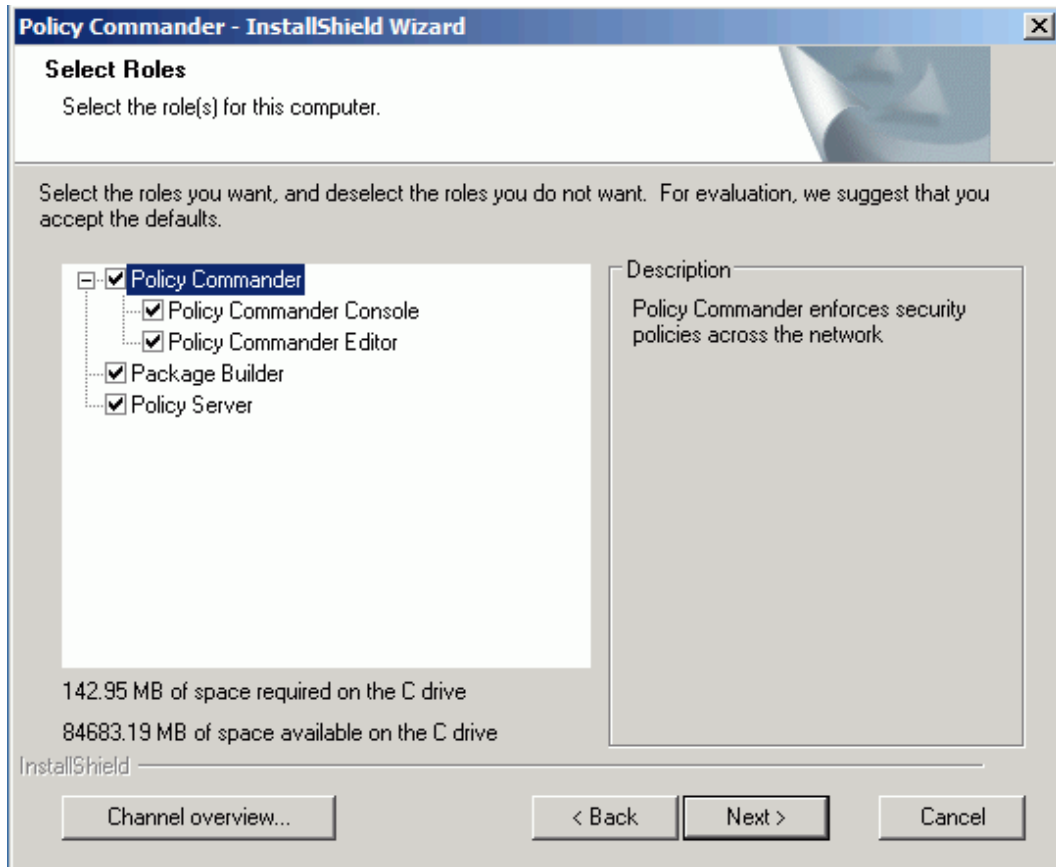 Policy Commander - InstallShield Wizard
Select Roles
Select the role(s) for this computer.
Select the roles you want, and deselect the roles you do not want.  For evaluation, we suggest that you
accept the defaults.
Policy Commander
Policy Commander Console
Policy Commander Editor
Package Builder
Policy Server
Description
Policy Commander enforces security
policies across the network
142.95 MB of space required on the C drive
84683.19 MB of space available on the C drive
InstallShield
Channel overview...
< Back
Next >
Cancel